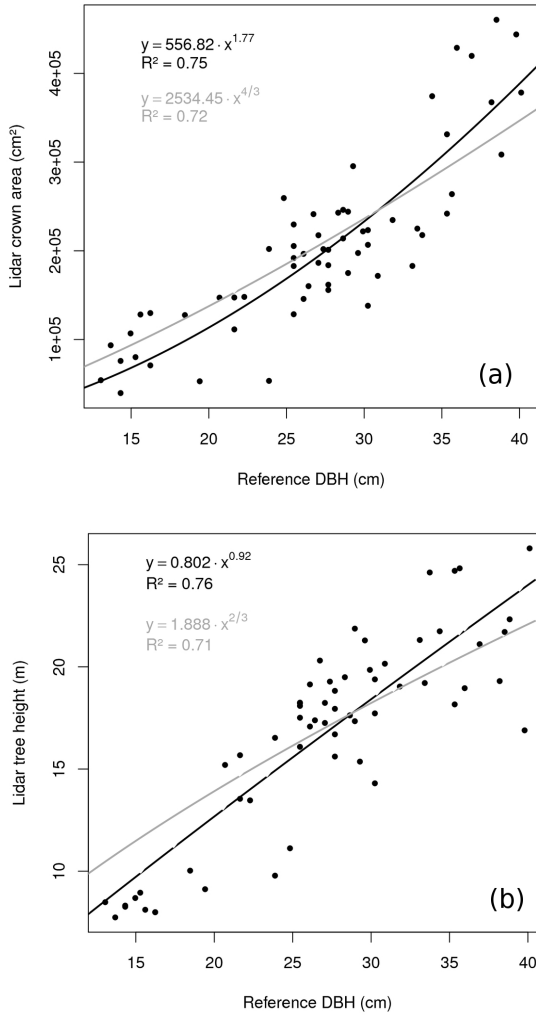 y = 556.82 · x^1.77
R² = 0.75
y = 2534.45 · x^4/3
R² = 0.72
Lidar crown area (cm²)
4e+05
3e+05
2e+05
1e+05
(a)
15 20 25 30 35 40
Reference DBH (cm)
y = 0.802 · x^0.92
R² = 0.76
y = 1.888 · x^2/3
R² = 0.71
Lidar tree height (m)
25
20
15
10
(b)
15 20 25 30 35 40
Reference DBH (cm)